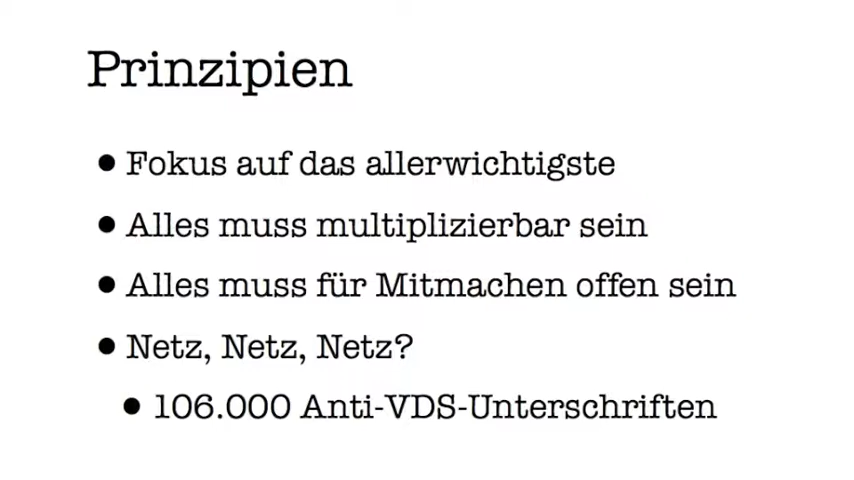 Prinzipien
• Fokus auf das allerwichtigste
• Alles muss multiplizierbar sein
• Alles muss für Mitmachen offen sein
• Netz, Netz, Netz?
• 106.000 Anti-VDS-Unterschriften